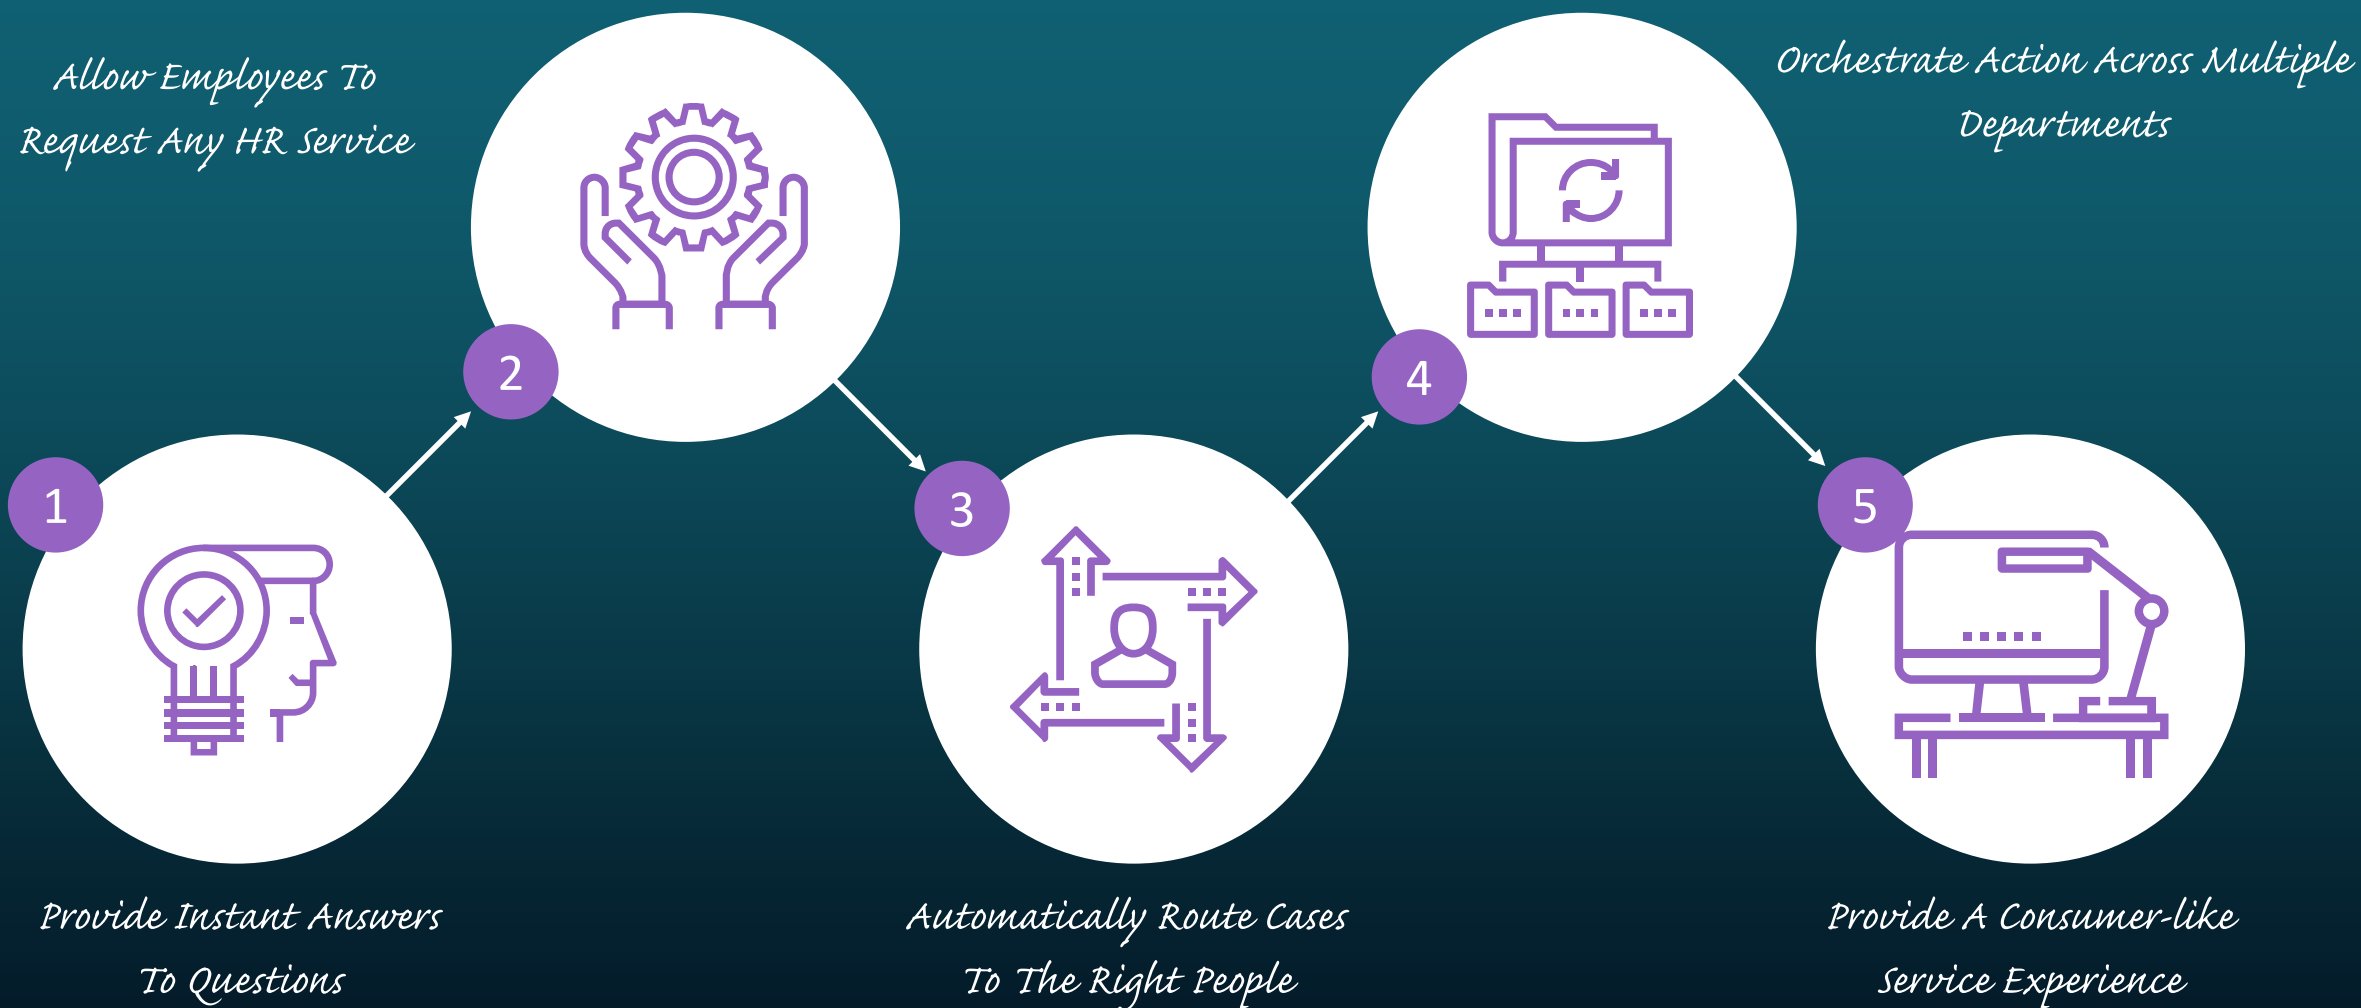 1
Provide Instant Answers
To Questions
2
Allow Employees To
Request Any HR Service
3
Automatically Route Cases
To The Right People
4
Orchestrate Action Across Multiple
Departments
5
Provide A Consumer-like
Service Experience